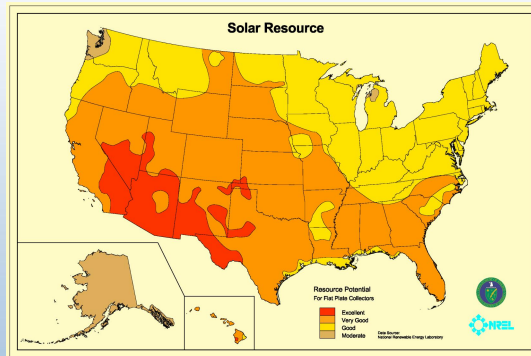 Solar Resource
Resource Potential
For Flat Plate Collectors
Excellent
Very Good
Good
Moderate
Data Source:
National Renewable Energy Laboratory
NREL